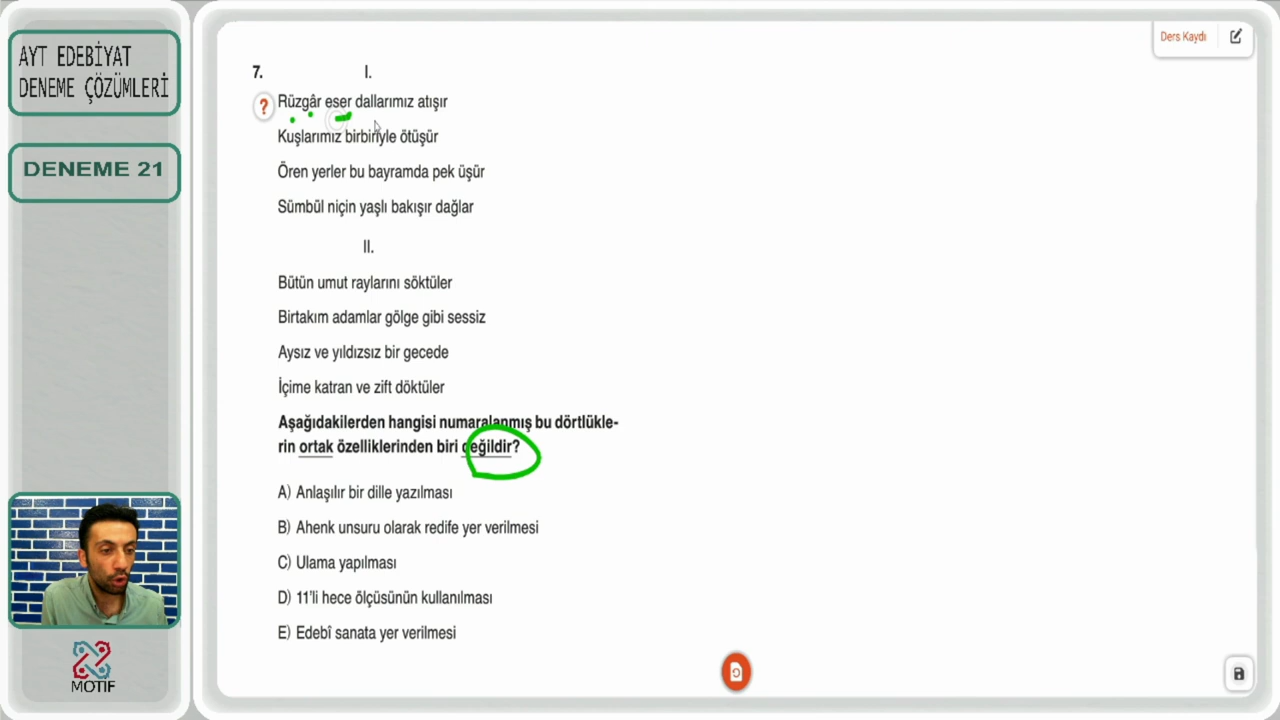 AYT EDEBİYAT
DENEME ÇÖZÜMLERİ
DENEME 21
MOTIF
Ders Kaydı
7.
I.
?
Rüzgâr eser dallarımız atışır
Kuşlarımız birbiriyle ötüşür
Ören yerler bu bayramda pek üşür
Sümbül niçin yaşlı bakışır dağlar
II.
Bütün umut raylarını söktüler
Birtakım adamlar gölge gibi sessiz
Aysız ve yıldızsız bir gecede
İçime katran ve zift döktüler
Aşağıdakilerden hangisi numaralanmış bu dörtlükle-
rin ortak özelliklerinden biri değildir?
A) Anlaşılır bir dille yazılması
B) Ahenk unsuru olarak redife yer verilmesi
C) Ulama yapılması
D) 11'li hece ölçüsünün kullanılması
E) Edebî sanata yer verilmesi